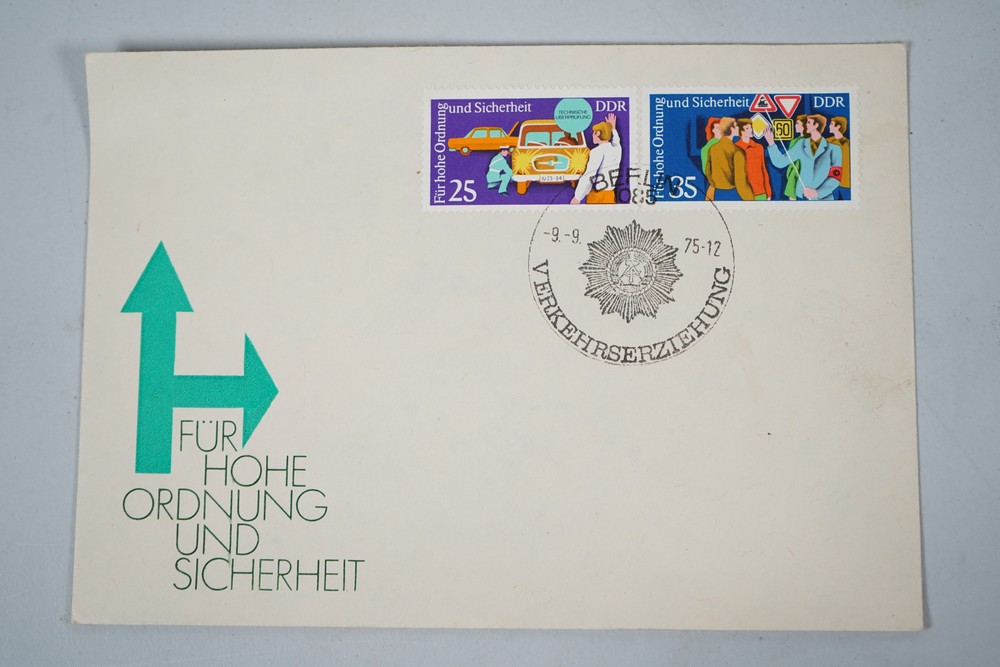 Für hohe Ordnung
und Sicherheit
DDR
TECHNISCHE
ÜBERPRÜFUNG
25
Für hohe Ordnung
und Sicherheit
DDR
60
35
BERLIN
1085
-9.-9.
75-12
VERKEHRSERZIEHUNG
FÜR
HOHE
ORDNUNG
UND
SICHERHEIT